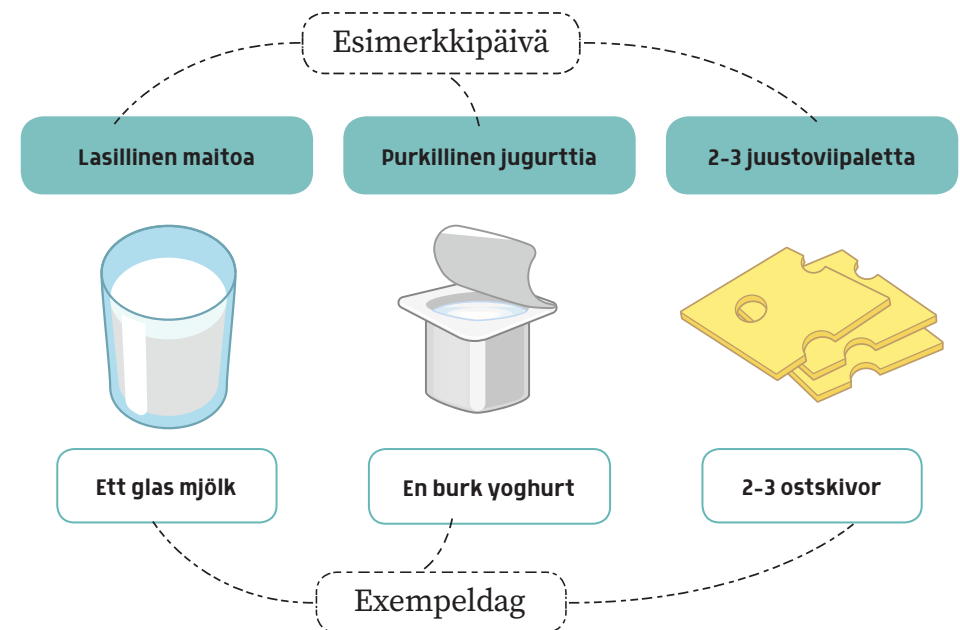 Esimerkkipäivä
Lasillinen maitoa
Purkillinen jugurttia
2-3 juustoviipaletta
Ett glas mjölk
En burk yoghurt
2-3 ostskivor
Exempeldag